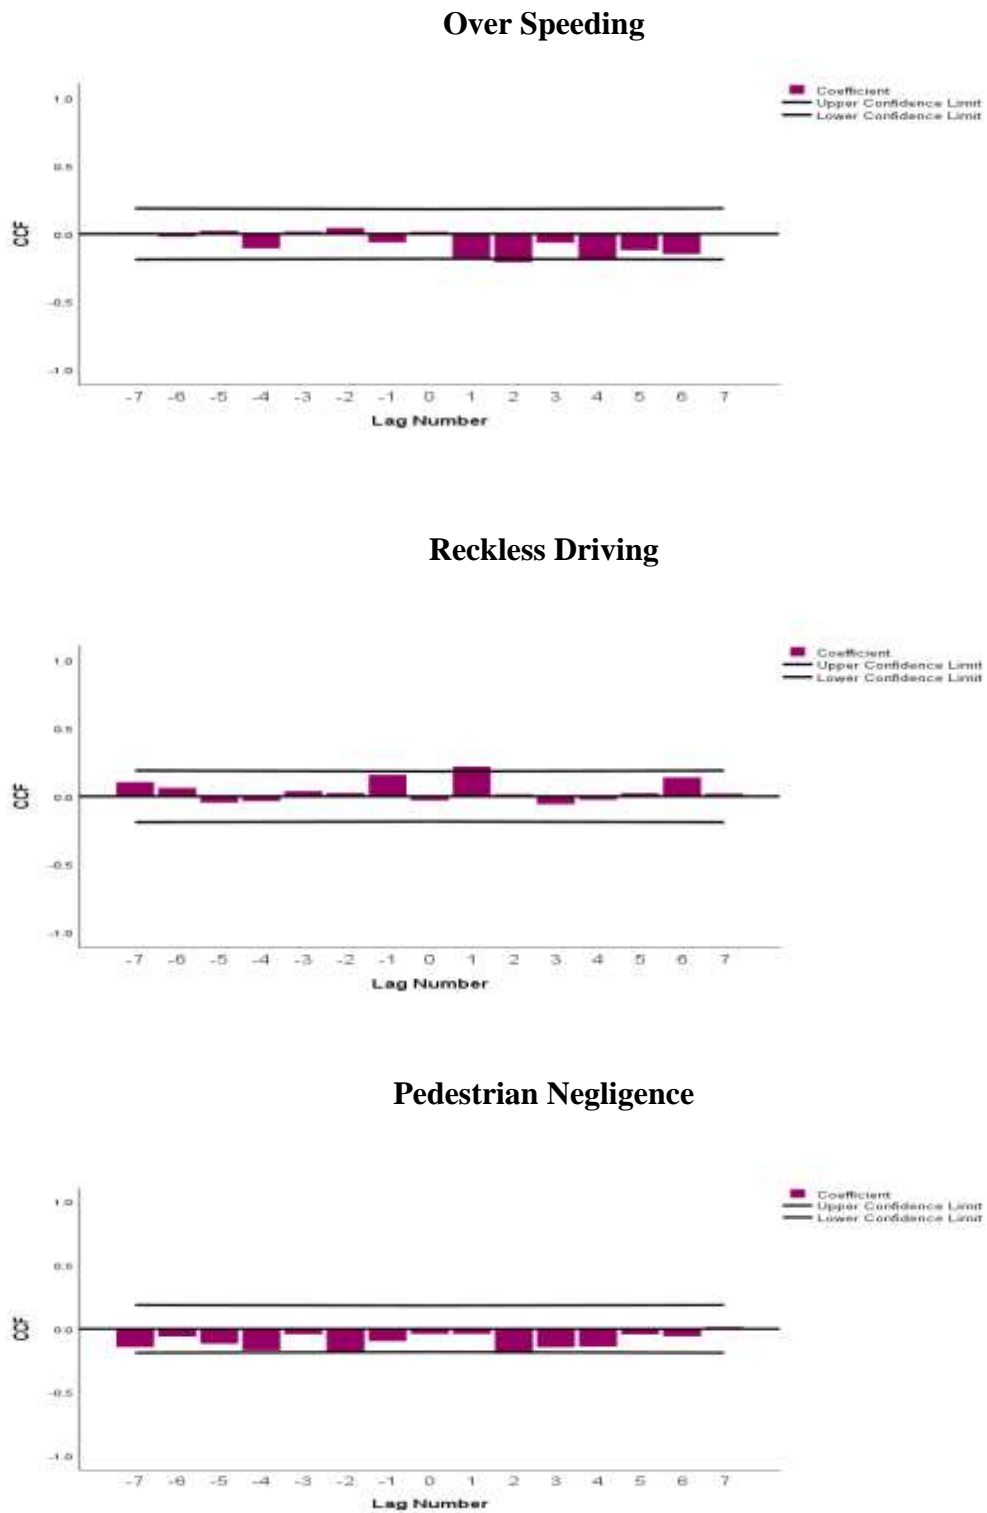 Over Speeding
Coefficient
Upper Confidence Limit
Lower Confidence Limit
1.0
0.5
0.0
-0.5
-1.0
CCF
-7 -6 -5 -4 -3 -2 -1 0 1 2 3 4 5 6 7
Lag Number
Reckless Driving
Coefficient
Upper Confidence Limit
Lower Confidence Limit
1.0
0.5
0.0
-0.5
-1.0
CCF
-7 -6 -5 -4 -3 -2 -1 0 1 2 3 4 5 6 7
Lag Number
Pedestrian Negligence
Coefficient
Upper Confidence Limit
Lower Confidence Limit
1.0
0.5
0.0
-0.5
-1.0
CCF
-7 -6 -5 -4 -3 -2 -1 0 1 2 3 4 5 6 7
Lag Number